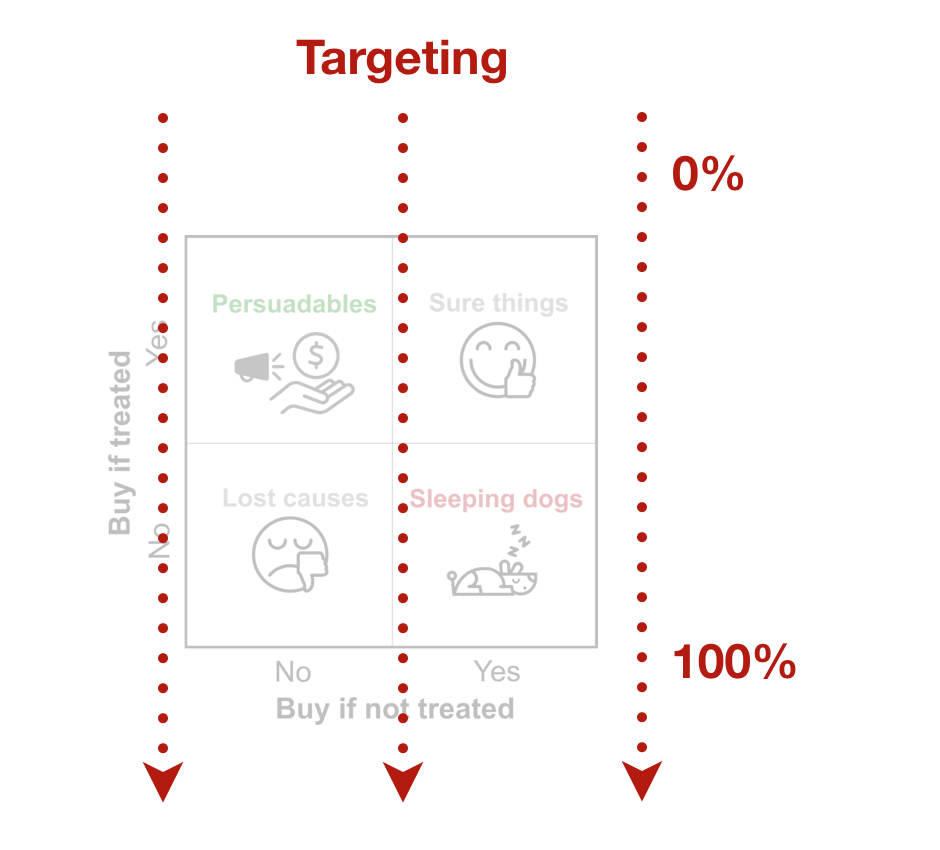 Targeting
0%
Persuadables
Sure things
$
Buy if treated
Yes
No
Lost causes
Sleeping dogs
z z z
100%
No
Yes
Buy if not treated